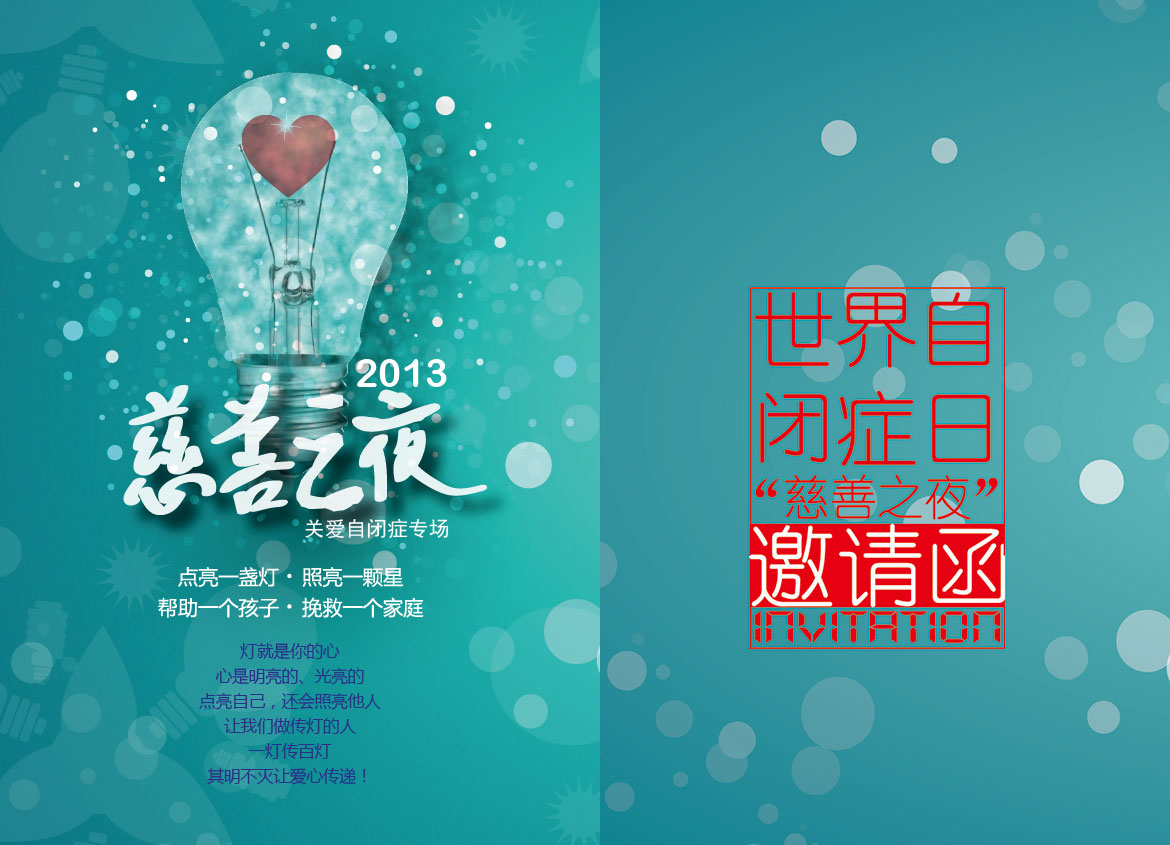 2013
慈善之夜
关爱自闭症专场
点亮一盏灯·照亮一颗星
帮助一个孩子·挽救一个家庭
灯就是你的心
心是明亮的、光亮的
点亮自己，还会照亮他人
让我们做传灯的人
一灯传百灯
其明不灭让爱心传递！
世界自
闭症日
“慈善之夜”
邀请函
INVITATION